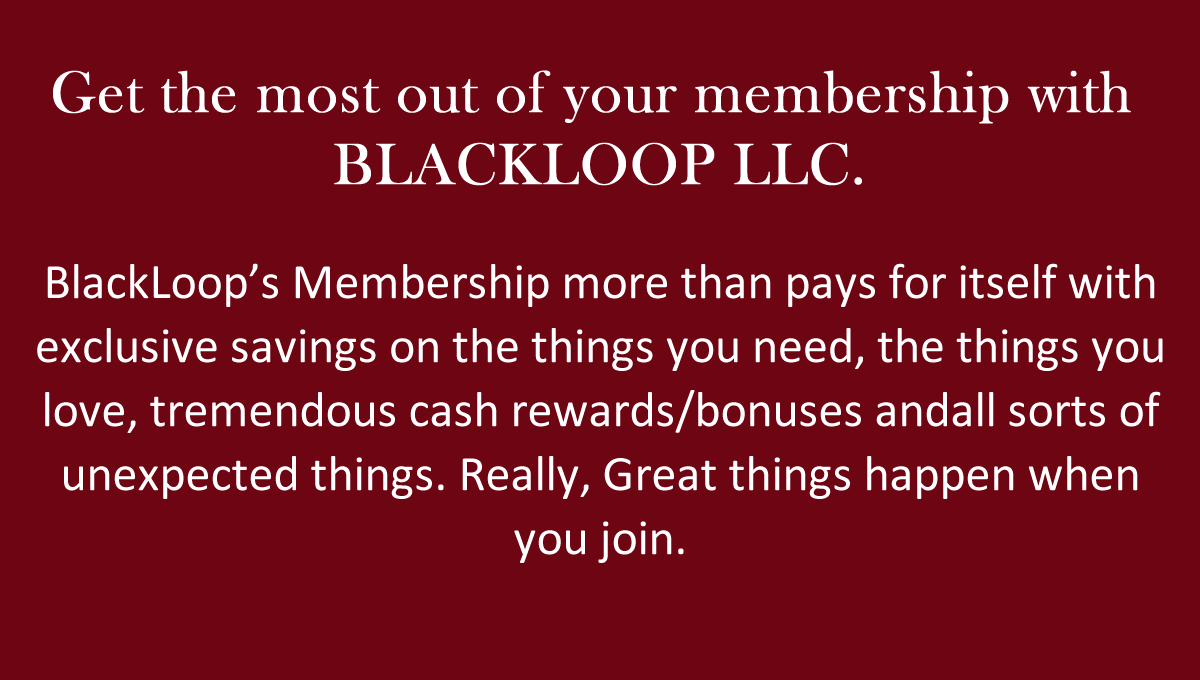 Get the most out of your membership with
BLACKLOOP LLC.
BlackLoop’s Membership more than pays for itself with
exclusive savings on the things you need, the things you
love, tremendous cash rewards/bonuses andall sorts of
unexpected things. Really, Great things happen when
you join.